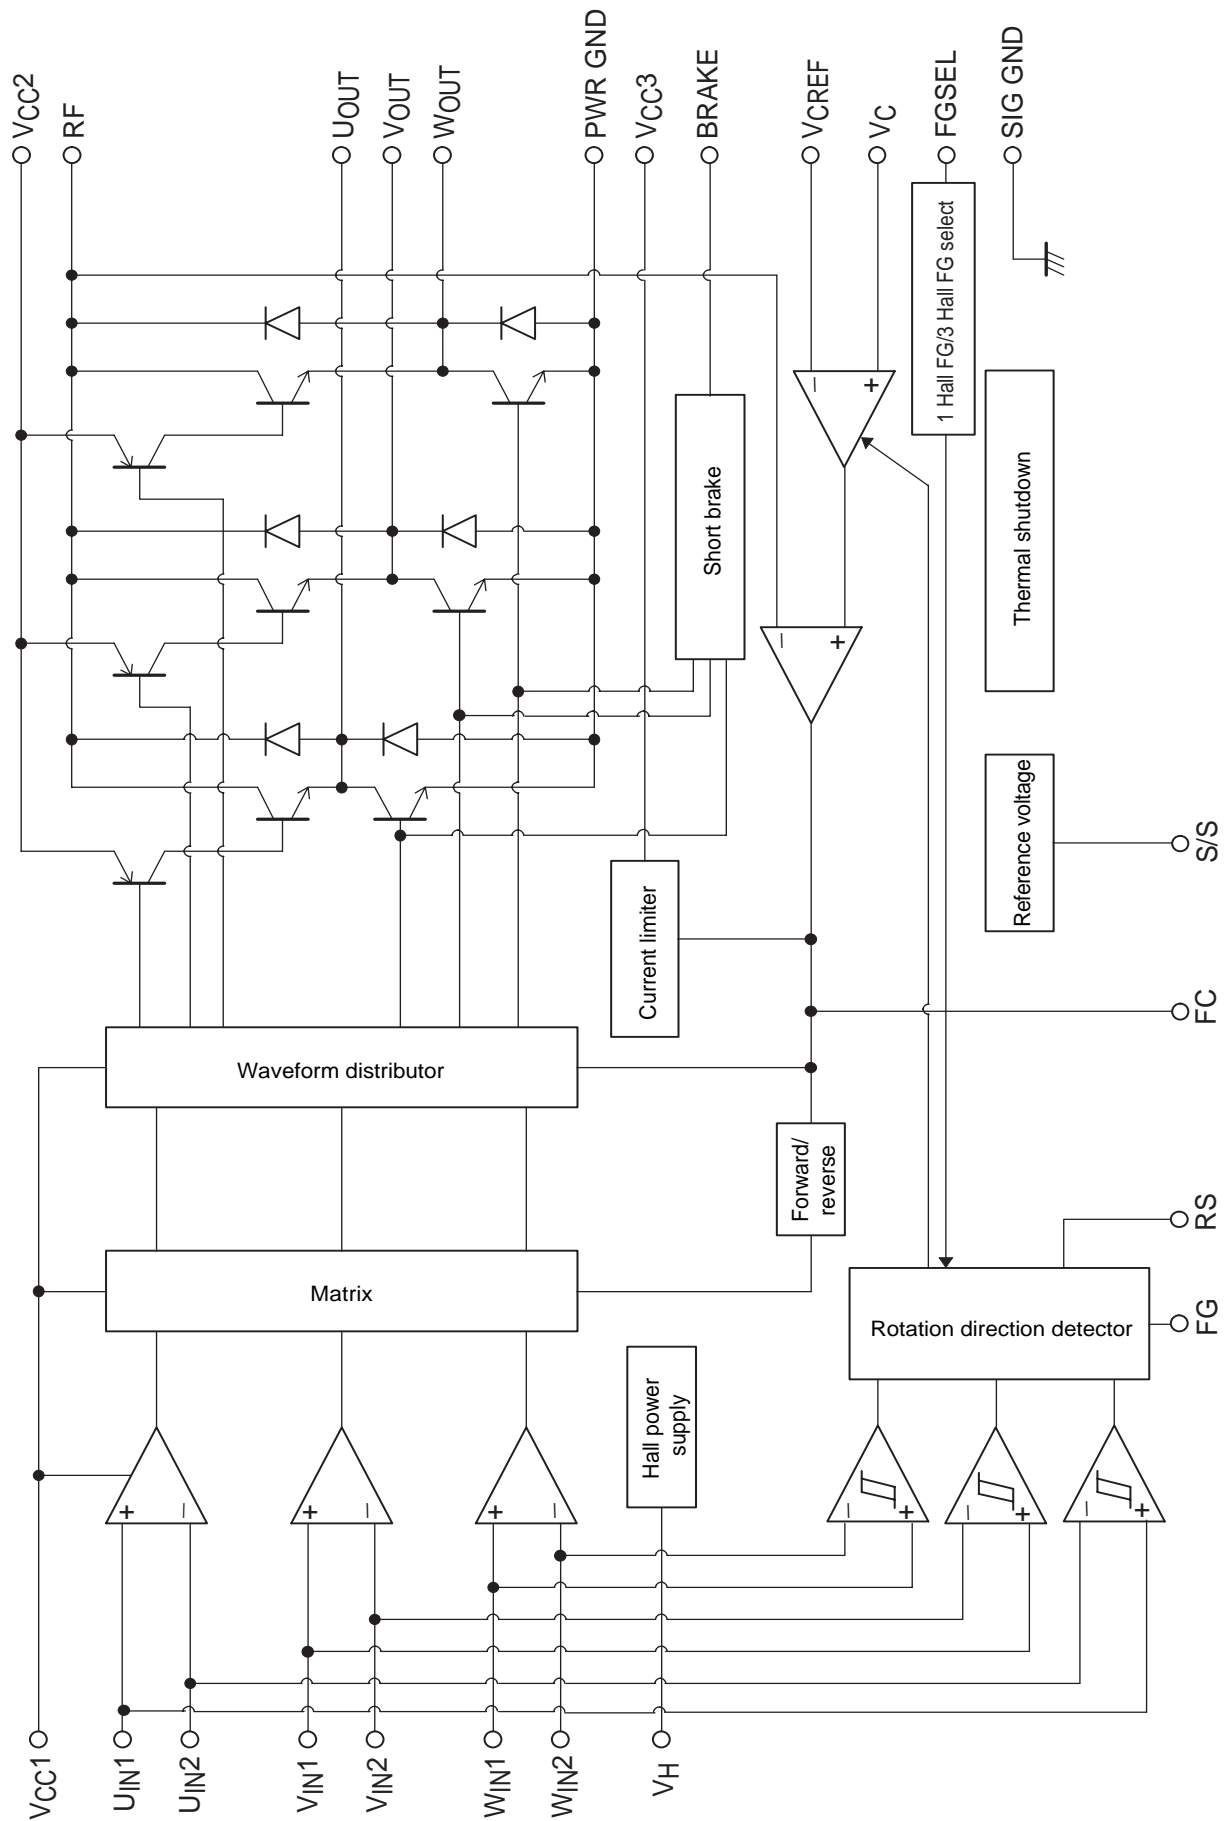 VCC2
RF
UOUT
VOUT
WOUT
PWR GND
VCC3
BRAKE
VCREF
VC
FGSEL
SIG GND
1 Hall FG/3 Hall FG select
−
+
Short brake
Thermal shutdown
−
+
Current limiter
Reference voltage
S/S
FC
Waveform distributor
Forward/
reverse
RS
Matrix
Rotation direction detector
FG
Hall power
supply
+
−
+
−
+
−
−
+
−
+
−
+
VCC1
UIN1
UIN2
VIN1
VIN2
WIN1
WIN2
VH